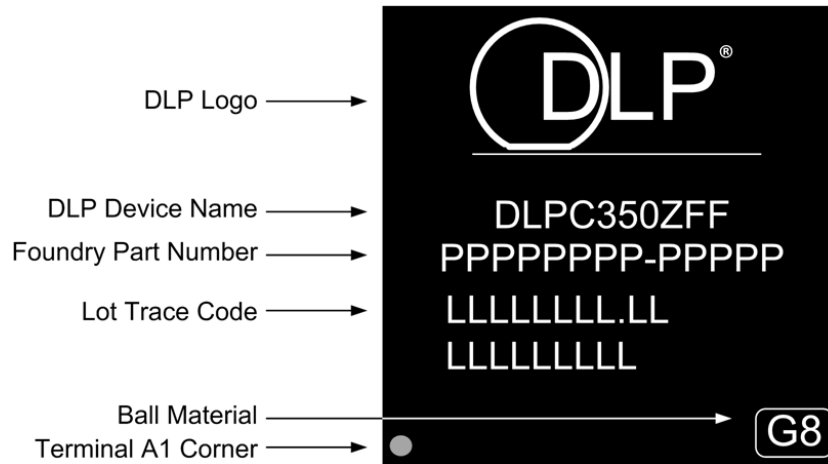 DLP Logo
DLP®
DLP Device Name
DLPC350ZFF
Foundry Part Number
PPPPPPPP-PPPPP
Lot Trace Code
LLLLLLLL.LL
LLLLLLLLL
Ball Material
G8
Terminal A1 Corner